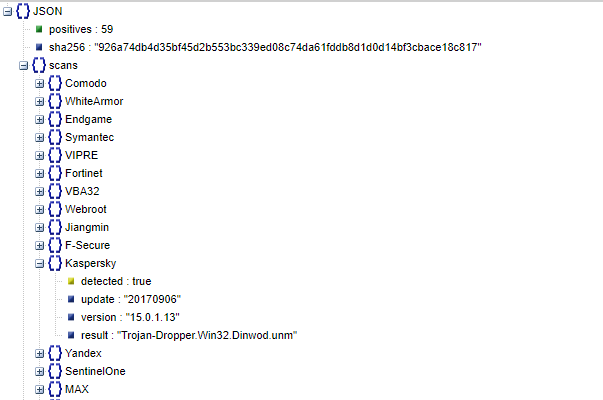 JSON
positives : 59
sha256 : "926a74db4d35bf45d2b553bc339ed08c74da61fddb8d1d0d14bf3cbace18c817"
scans
Comodo
WhiteArmor
Endgame
Symantec
VIPRE
Fortinet
VBA32
Webroot
Jiangmin
F-Secure
Kaspersky
detected : true
update : "20170906"
version : "15.0.1.13"
result : "Trojan-Dropper.Win32.Dinwod.unm"
Yandex
SentinelOne
MAX